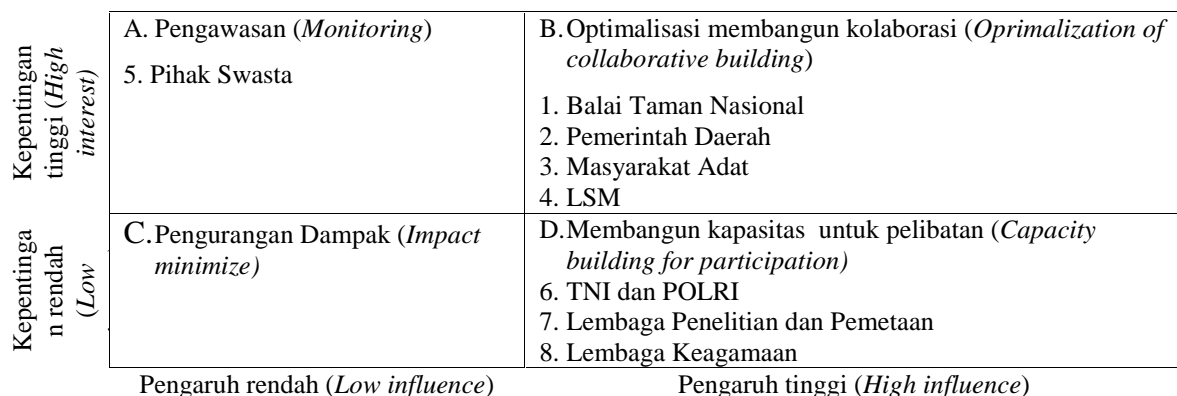 Kepentingan
tinggi (High
interest)
A. Pengawasan (Monitoring)
5. Pihak Swasta
B.Optimalisasi membangun kolaborasi (Oprimalization of
collaborative building)
1. Balai Taman Nasional
2. Pemerintah Daerah
3. Masyarakat Adat
4. LSM
Kepentinga
n rendah
(Low
C.Pengurangan Dampak (Impact
minimize)
D.Membangun kapasitas untuk pelibatan (Capacity
building for participation)
6. TNI dan POLRI
7. Lembaga Penelitian dan Pemetaan
8. Lembaga Keagamaan
Pengaruh rendah (Low influence)
Pengaruh tinggi (High influence)